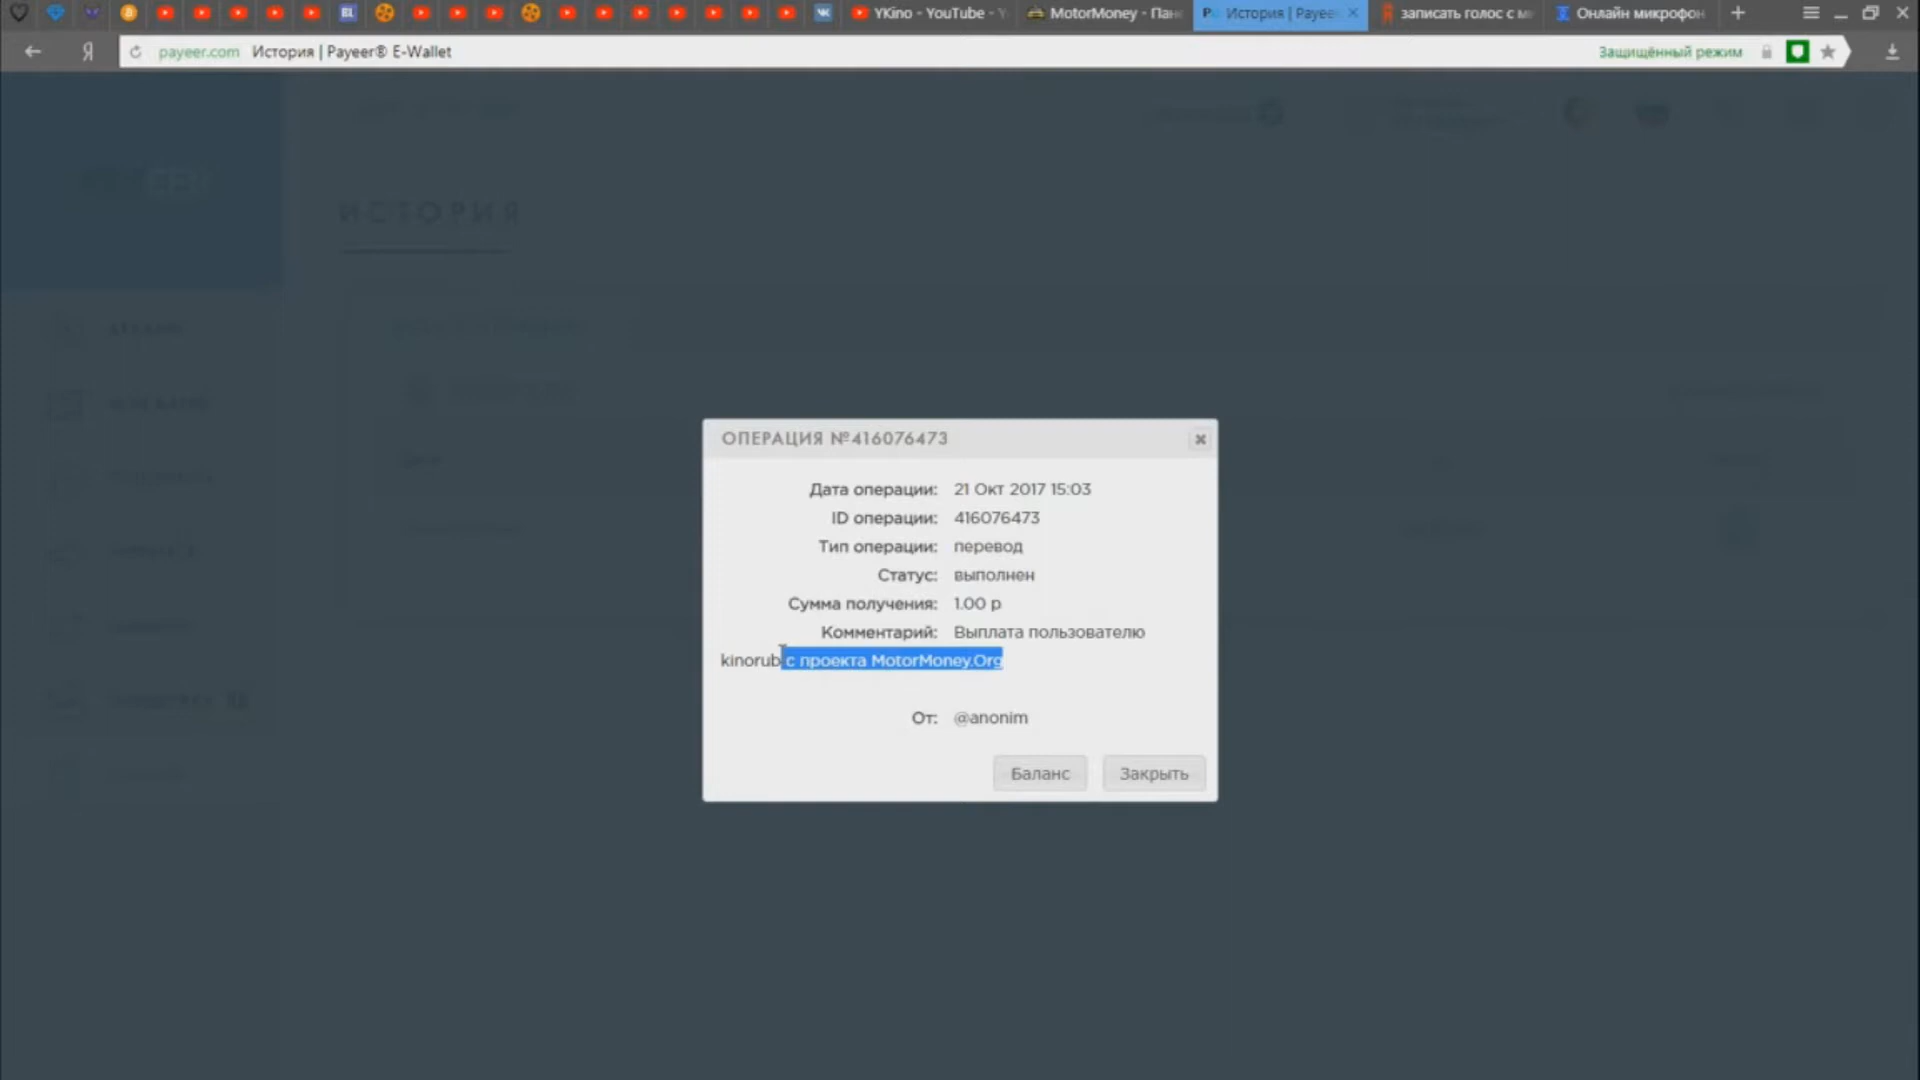 YKino - YouTube - Y
MotorMoney - Пан
История | Payee
записать голос с м
Онлайн микрофон
Я
payeer.com История | Payeer® E-Wallet
Защищённый режим
ИСТОРИЯ
ОПЕРАЦИЯ №416076473
Дата операции: 21 Окт 2017 15:03
ID операции: 416076473
Тип операции: перевод
Статус: выполнен
Сумма получения: 1.00 р
Комментарий: Выплата пользователю
kinorub с проекта MotorMoney.Org
От: @anonim
Баланс
Закрыть